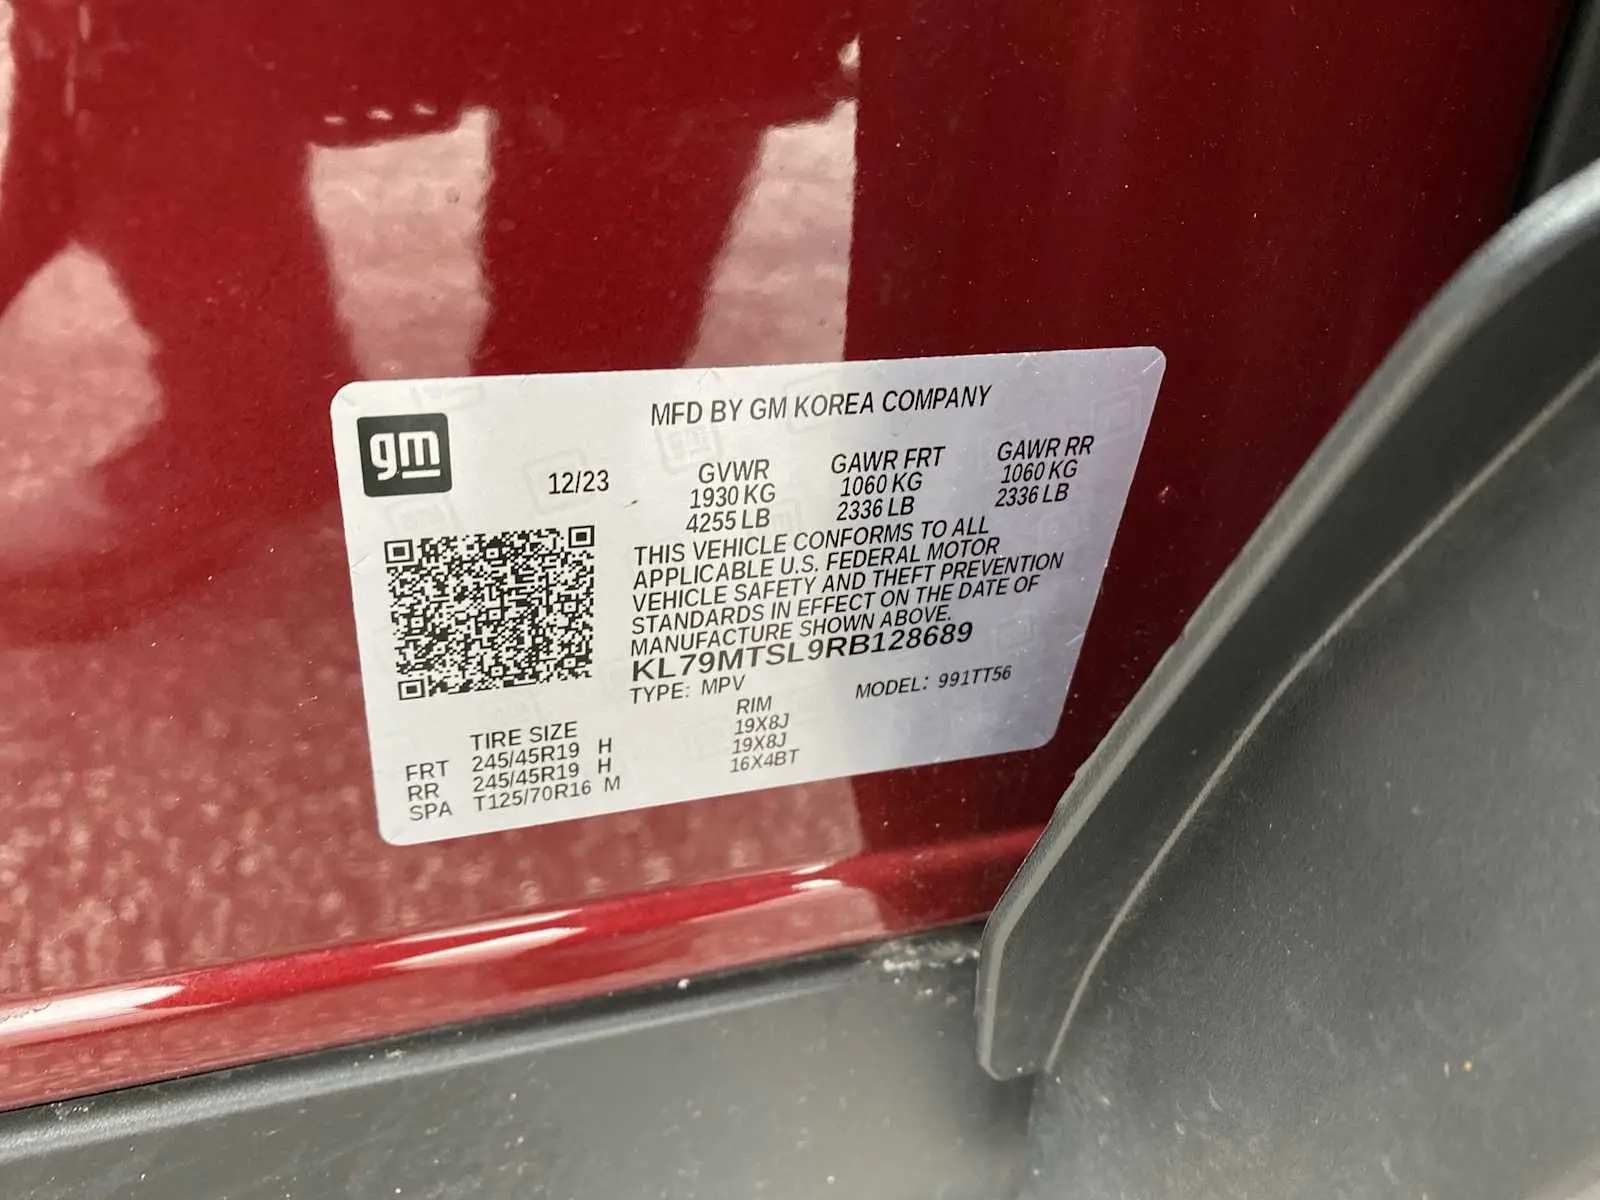 gm
MFD BY GM KOREA COMPANY
12/23
GVWR GAWR FRT GAWR RR
1930 KG 1060 KG 1060 KG
4255 LB 2336 LB 2336 LB
THIS VEHICLE CONFORMS TO ALL
APPLICABLE U.S. FEDERAL MOTOR
VEHICLE SAFETY AND THEFT PREVENTION
STANDARDS IN EFFECT ON THE DATE OF
MANUFACTURE SHOWN ABOVE.
KL79MTSL9RB128689
TYPE: MPV MODEL: 991TT56
TIRE SIZE RIM
FRT 245/45R19 H 19X8J
RR 245/45R19 H 19X8J
SPA T125/70R16 M 16X4BT